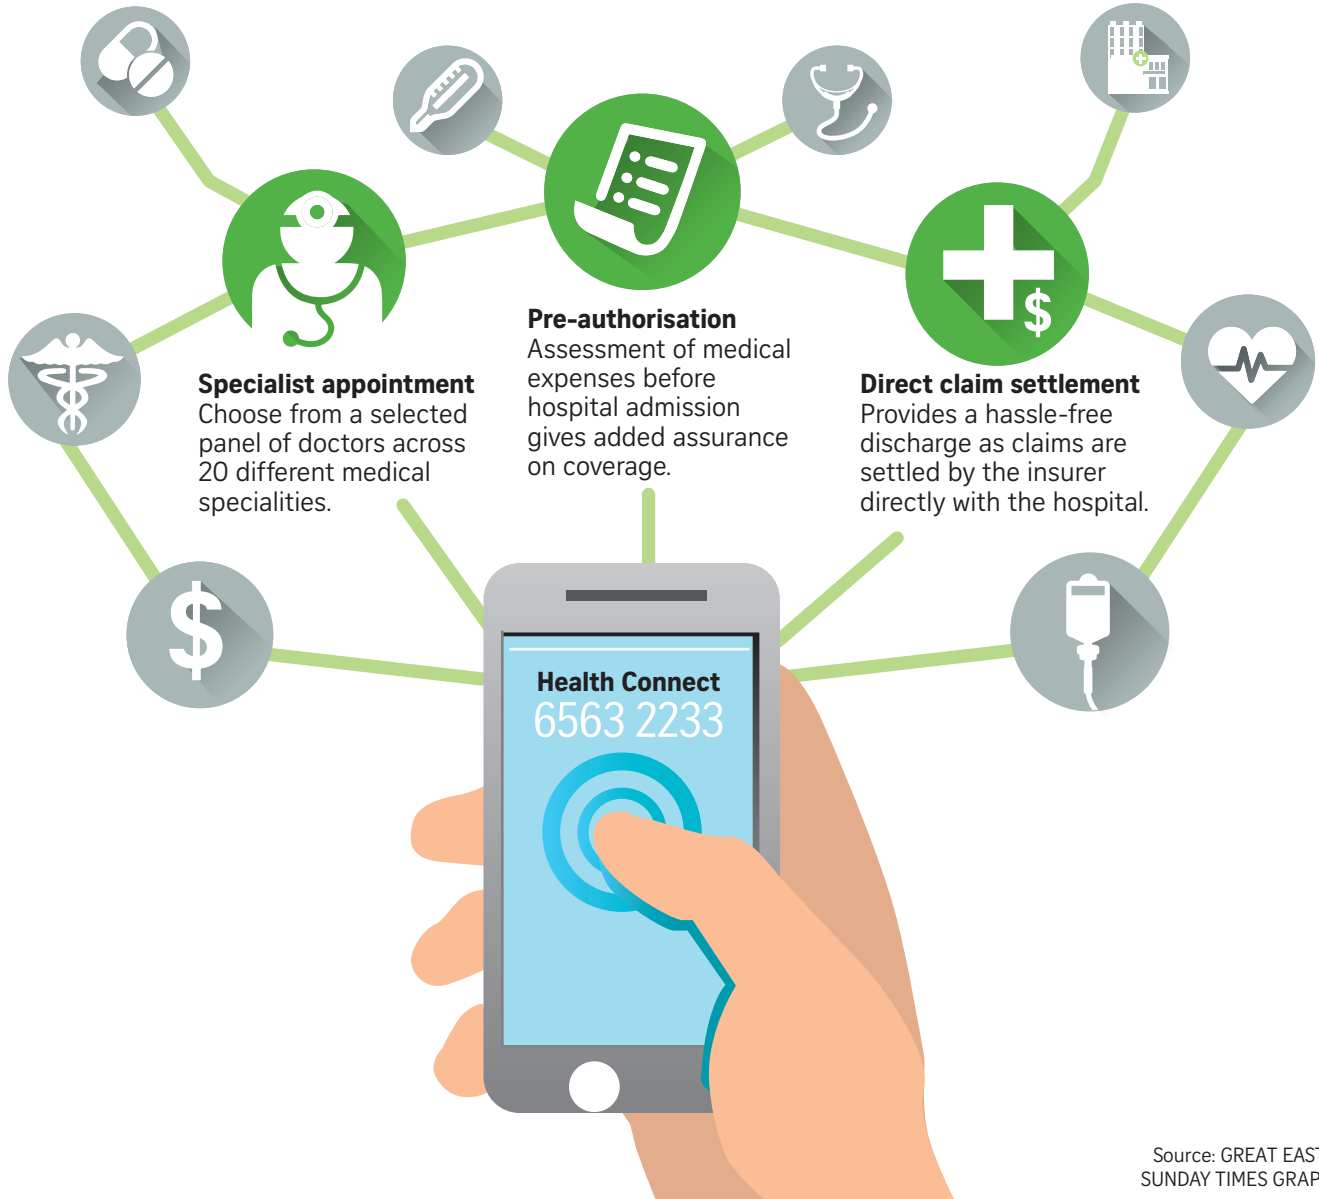 Pre-authorisation
Assessment of medical
expenses before
hospital admission
gives added assurance
on coverage.
Specialist appointment
Choose from a selected
panel of doctors across
20 different medical
specialities.
Direct claim settlement
Provides a hassle-free
discharge as claims are
settled by the insurer
directly with the hospital.
$
$
Health Connect
6563 2233
Source: GREAT EAST
SUNDAY TIMES GRAP